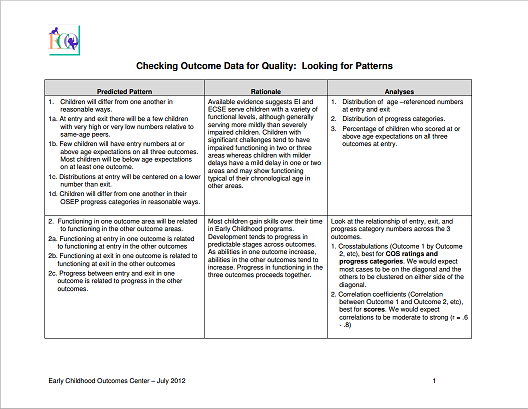 ECO
Checking Outcome Data for Quality: Looking for Patterns
Predicted Pattern
Rationale
Analyses
1. Children will differ from one another in
reasonable ways.
1a. At entry and exit there will be a few children
with very high or very low numbers relative to
same-age peers.
1b. Few children will have entry numbers at or
above age expectations on all three outcomes.
Most children will be below age expectations
on at least one outcome.
1c. Distributions at entry will be centered on a lower
number than exit.
1d. Children will differ from one another in their
OSEP progress categories in reasonable ways.
Available evidence suggests EI and
ECSE serve children with a variety of
functional levels, although generally
serving more mildly than severely
impaired children. Children with
significant challenges tend to have
impaired functioning in two or three
areas whereas children with milder
delays have a mild delay in one or two
areas and may show functioning
typical of their chronological age in
other areas.
1. Distribution of age –referenced numbers
at entry and exit
2. Distribution of progress categories.
3. Percentage of children who scored at or
above age expectations on all three
outcomes at entry.
2. Functioning in one outcome area will be related
to functioning in the other outcome areas.
2a. Functioning at entry in one outcome is related
to functioning at entry in the other outcomes
2b. Functioning at exit in one outcome is related to
functioning at exit in the other outcomes
2c. Progress between entry and exit in one
outcomes is related to progress in the other
outcomes.
Most children gain skills over their time
in Early Childhood programs.
Development tends to progress in
predictable stages across outcomes.
As abilities in one outcome increase,
abilities in the other outcomes tend to
increase. Progress in functioning in the
three outcomes proceeds together.
Look at the relationship of entry, exit, and
progress category numbers across the 3
outcomes.
1. Crosstabulations (Outcome 1 by Outcome
2, etc), best for COS ratings and
progress categories. We would expect
most cases to be on the diagonal and the
others to be clustered on either side of the
diagonal.
2. Correlation coefficients (Correlation
between Outcome 1 and Outcome 2, etc),
best for scores. We would expect
correlations to be moderate to strong (r = .6
- .8)
Early Childhood Outcomes Center – July 2012
1